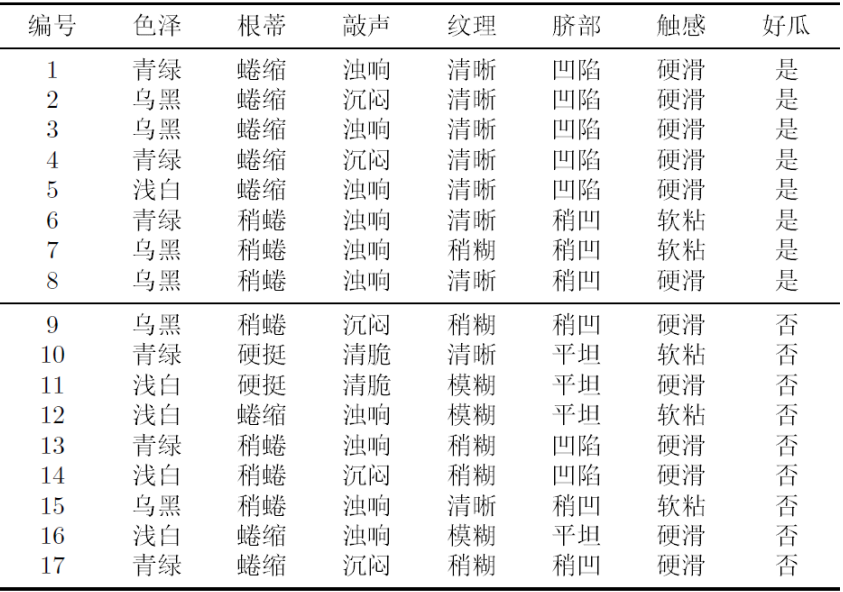 编号 色泽 根蒂 敲声 纹理 脐部 触感 好瓜
1 青绿 蜷缩 浊响 清晰 凹陷 硬滑 是
2 乌黑 蜷缩 沉闷 清晰 凹陷 硬滑 是
3 乌黑 蜷缩 浊响 清晰 凹陷 硬滑 是
4 青绿 蜷缩 沉闷 清晰 凹陷 硬滑 是
5 浅白 蜷缩 浊响 清晰 凹陷 硬滑 是
6 青绿 稍蜷 浊响 清晰 稍凹 软粘 是
7 乌黑 稍蜷 浊响 稍糊 稍凹 软粘 是
8 乌黑 稍蜷 浊响 清晰 稍凹 硬滑 是
9 乌黑 稍蜷 沉闷 稍糊 稍凹 硬滑 否
10 青绿 硬挺 清脆 清晰 平坦 软粘 否
11 浅白 硬挺 清脆 模糊 平坦 硬滑 否
12 浅白 蜷缩 浊响 模糊 平坦 软粘 否
13 青绿 稍蜷 浊响 稍糊 凹陷 硬滑 否
14 浅白 稍蜷 沉闷 稍糊 凹陷 硬滑 否
15 乌黑 稍蜷 浊响 清晰 稍凹 软粘 否
16 浅白 蜷缩 浊响 模糊 平坦 硬滑 否
17 青绿 蜷缩 沉闷 稍糊 稍凹 硬滑 否